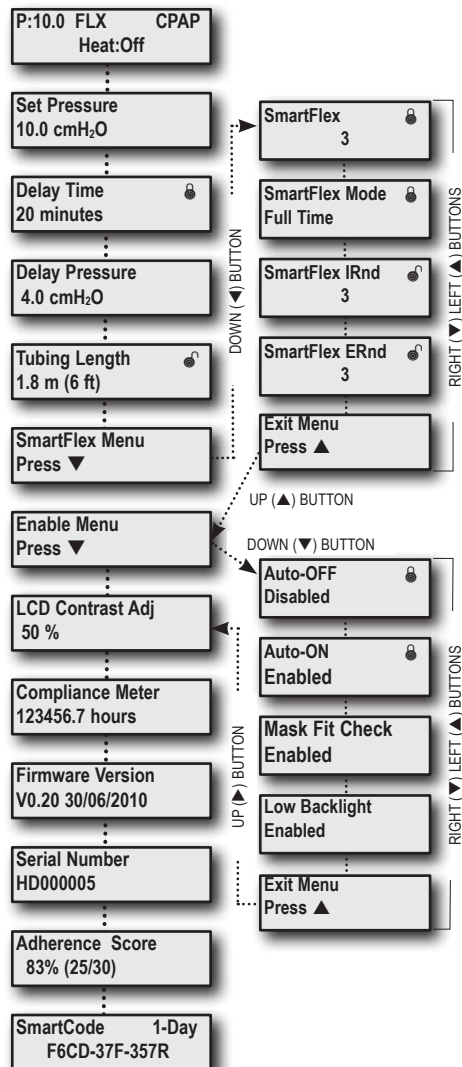 P:10.0 FLX CPAP
Heat:Off
Set Pressure
10.0 cmH₂O
Delay Time
20 minutes
Delay Pressure
4.0 cmH₂O
Tubing Length
1.8 m (6 ft)
SmartFlex Menu
Press ▼
DOWN (▼) BUTTON
SmartFlex
3
SmartFlex Mode
Full Time
SmartFlex IRnd
3
SmartFlex ERnd
3
Exit Menu
Press ▲
RIGHT (▼) LEFT (▲) BUTTONS
UP (▲) BUTTON
Enable Menu
Press ▼
DOWN (▼) BUTTON
LCD Contrast Adj
50 %
Compliance Meter
123456.7 hours
Firmware Version
V0.20 30/06/2010
Serial Number
HD000005
Adherence Score
83% (25/30)
SmartCode 1-Day
F6CD-37F-357R
UP (▲) BUTTON
Auto-OFF
Disabled
Auto-ON
Enabled
Mask Fit Check
Enabled
Low Backlight
Enabled
Exit Menu
Press ▲
RIGHT (▼) LEFT (▲) BUTTONS